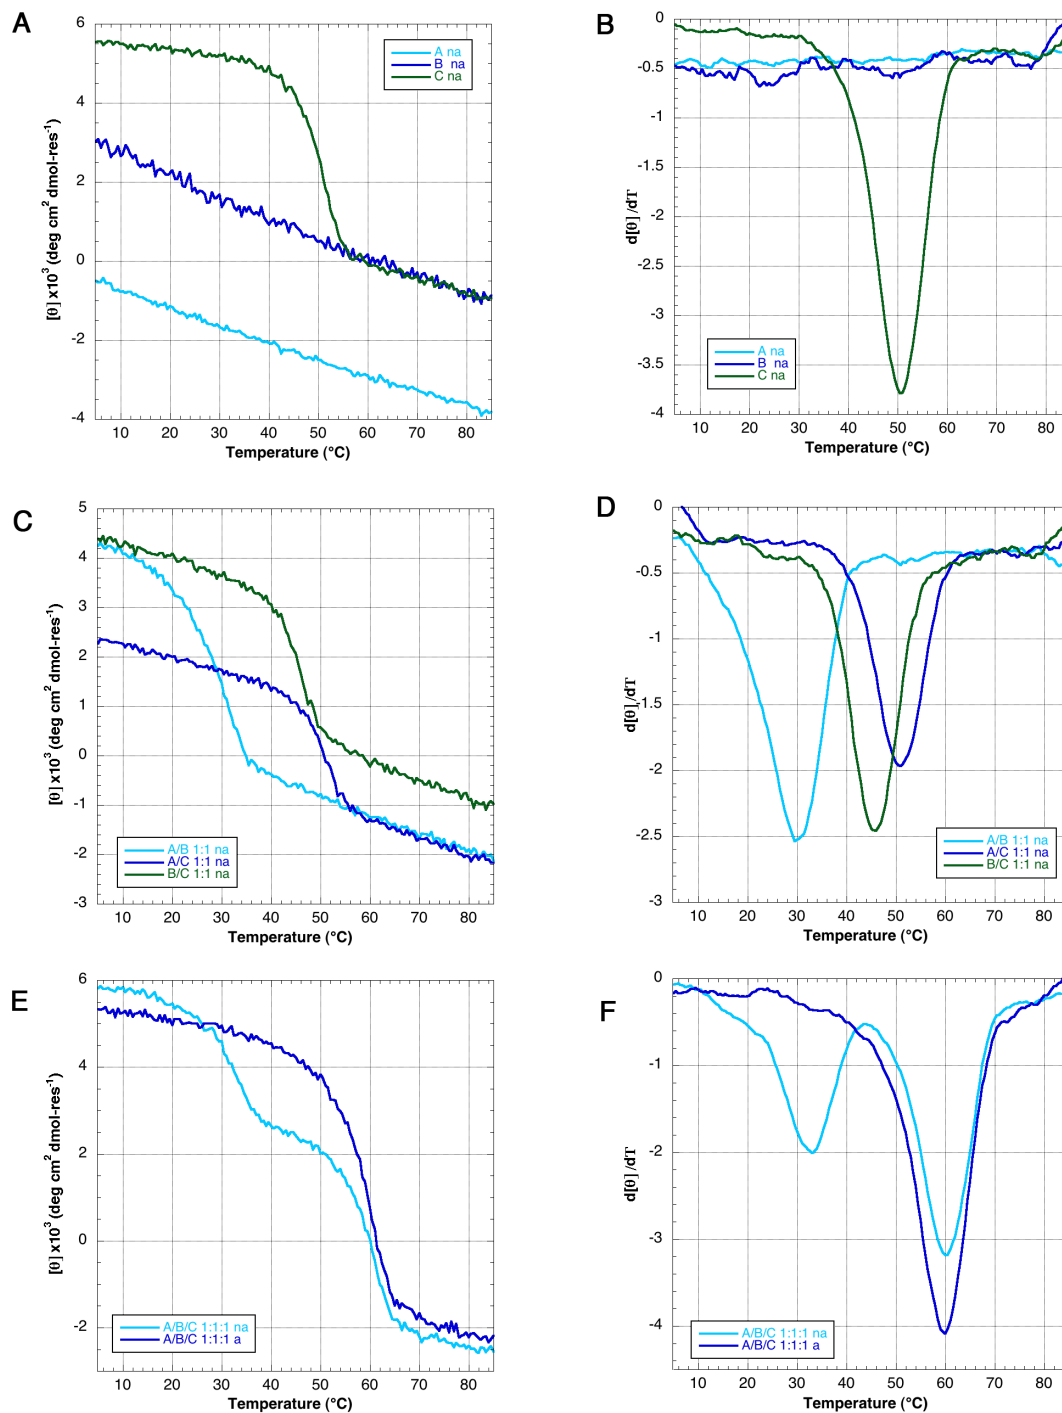 A
6
4
2
0
-2
-4
10 20 30 40 50 60 70 80
Temperature (°C)
[θ] x10³ (deg cm² dmol-res⁻¹)
A na
B na
C na
B
0
-0.5
-1
-1.5
-2
-2.5
-3
-3.5
-4
10 20 30 40 50 60 70 80
Temperature (°C)
d[θ]/dT
A na
B na
C na
C
5
4
3
2
1
0
-1
-2
-3
10 20 30 40 50 60 70 80
Temperature (°C)
[θ] x10³ (deg cm² dmol-res⁻¹)
A/B 1:1 na
A/C 1:1 na
B/C 1:1 na
D
0
-0.5
-1
-1.5
-2
-2.5
-3
10 20 30 40 50 60 70 80
Temperature (°C)
d[θ]/dT
A/B 1:1 na
A/C 1:1 na
B/C 1:1 na
E
6
4
2
0
-2
10 20 30 40 50 60 70 80
Temperature (°C)
[θ] x10³ (deg cm² dmol-res⁻¹)
A/B/C 1:1:1 na
A/B/C 1:1:1 a
F
0
-1
-2
-3
-4
10 20 30 40 50 60 70 80
Temperature (°C)
d[θ]/dT
A/B/C 1:1:1 na
A/B/C 1:1:1 a